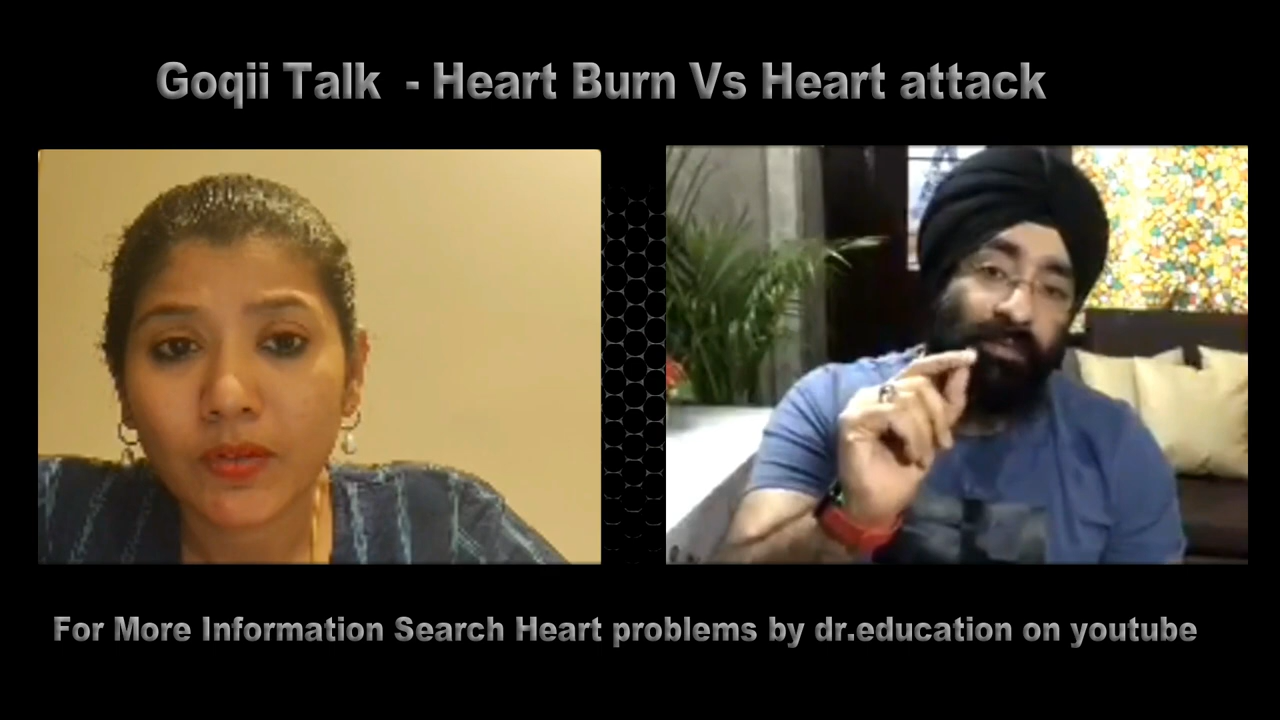 Goqii Talk - Heart Burn Vs Heart attack
For More Information Search Heart problems by dr.education on youtube